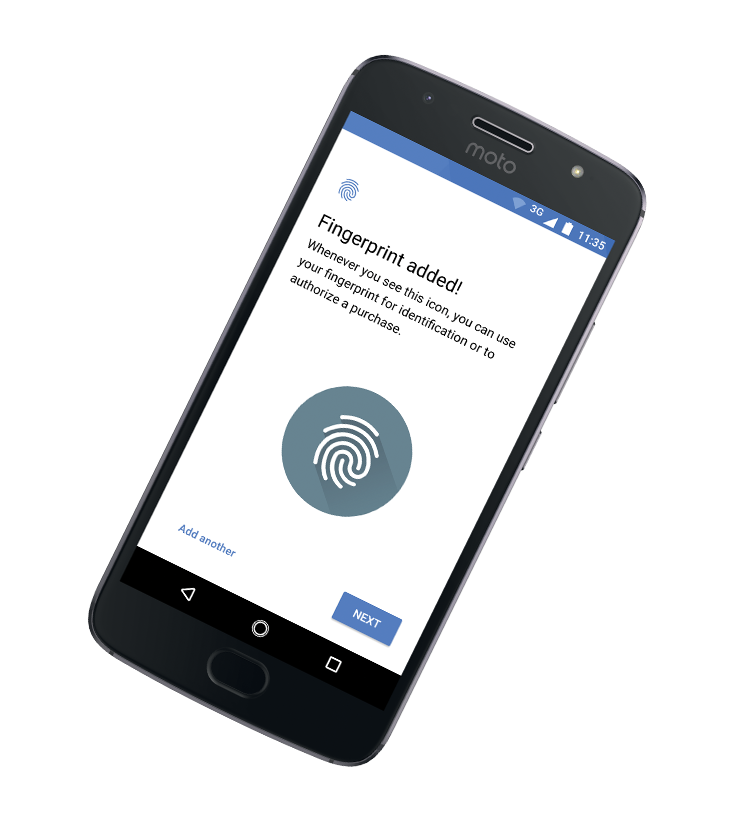 moto
3G 11:35
Fingerprint added!
Whenever you see this icon, you can use
your fingerprint for identification or to
authorize a purchase.
Add another
NEXT